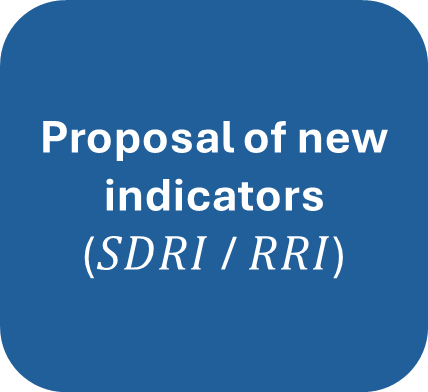 Proposal of new
indicators
(SDRI / RRI)